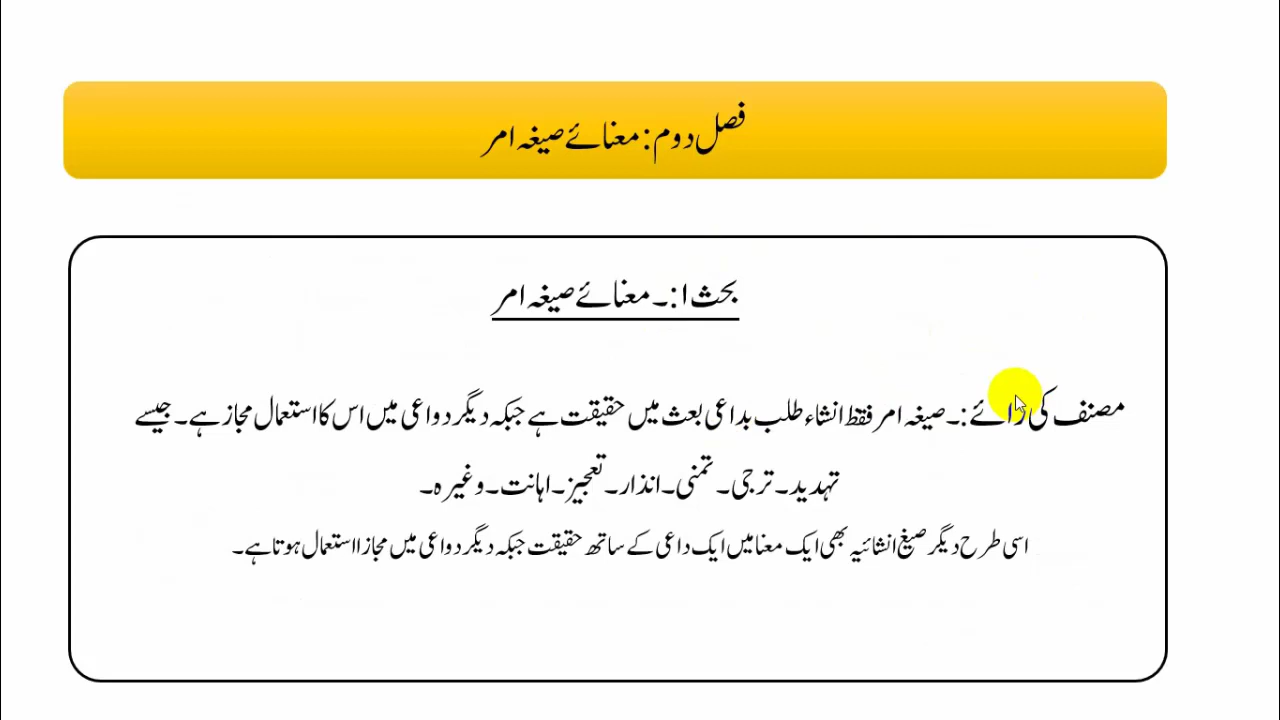 فصل دوم: معنائے صیغہ امر
بحث ۱:۔ معنائے صیغہ امر
مصنف کی رائے:۔ صیغہ امر فقط انشاء طلب بداعی بعث میں حقیقت ہے جبکہ دیگر دواعی میں اس کا استعمال مجاز ہے۔ جیسے
تہدید۔ ترجی۔ تمنی۔ انذار۔ تعجیز۔ اہانت۔ وغیرہ۔
اسی طرح دیگر صیغ انشائیہ بھی ایک معنا میں ایک داعی کے ساتھ حقیقت جبکہ دیگر دواعی میں مجازا استعمال ہوتا ہے۔